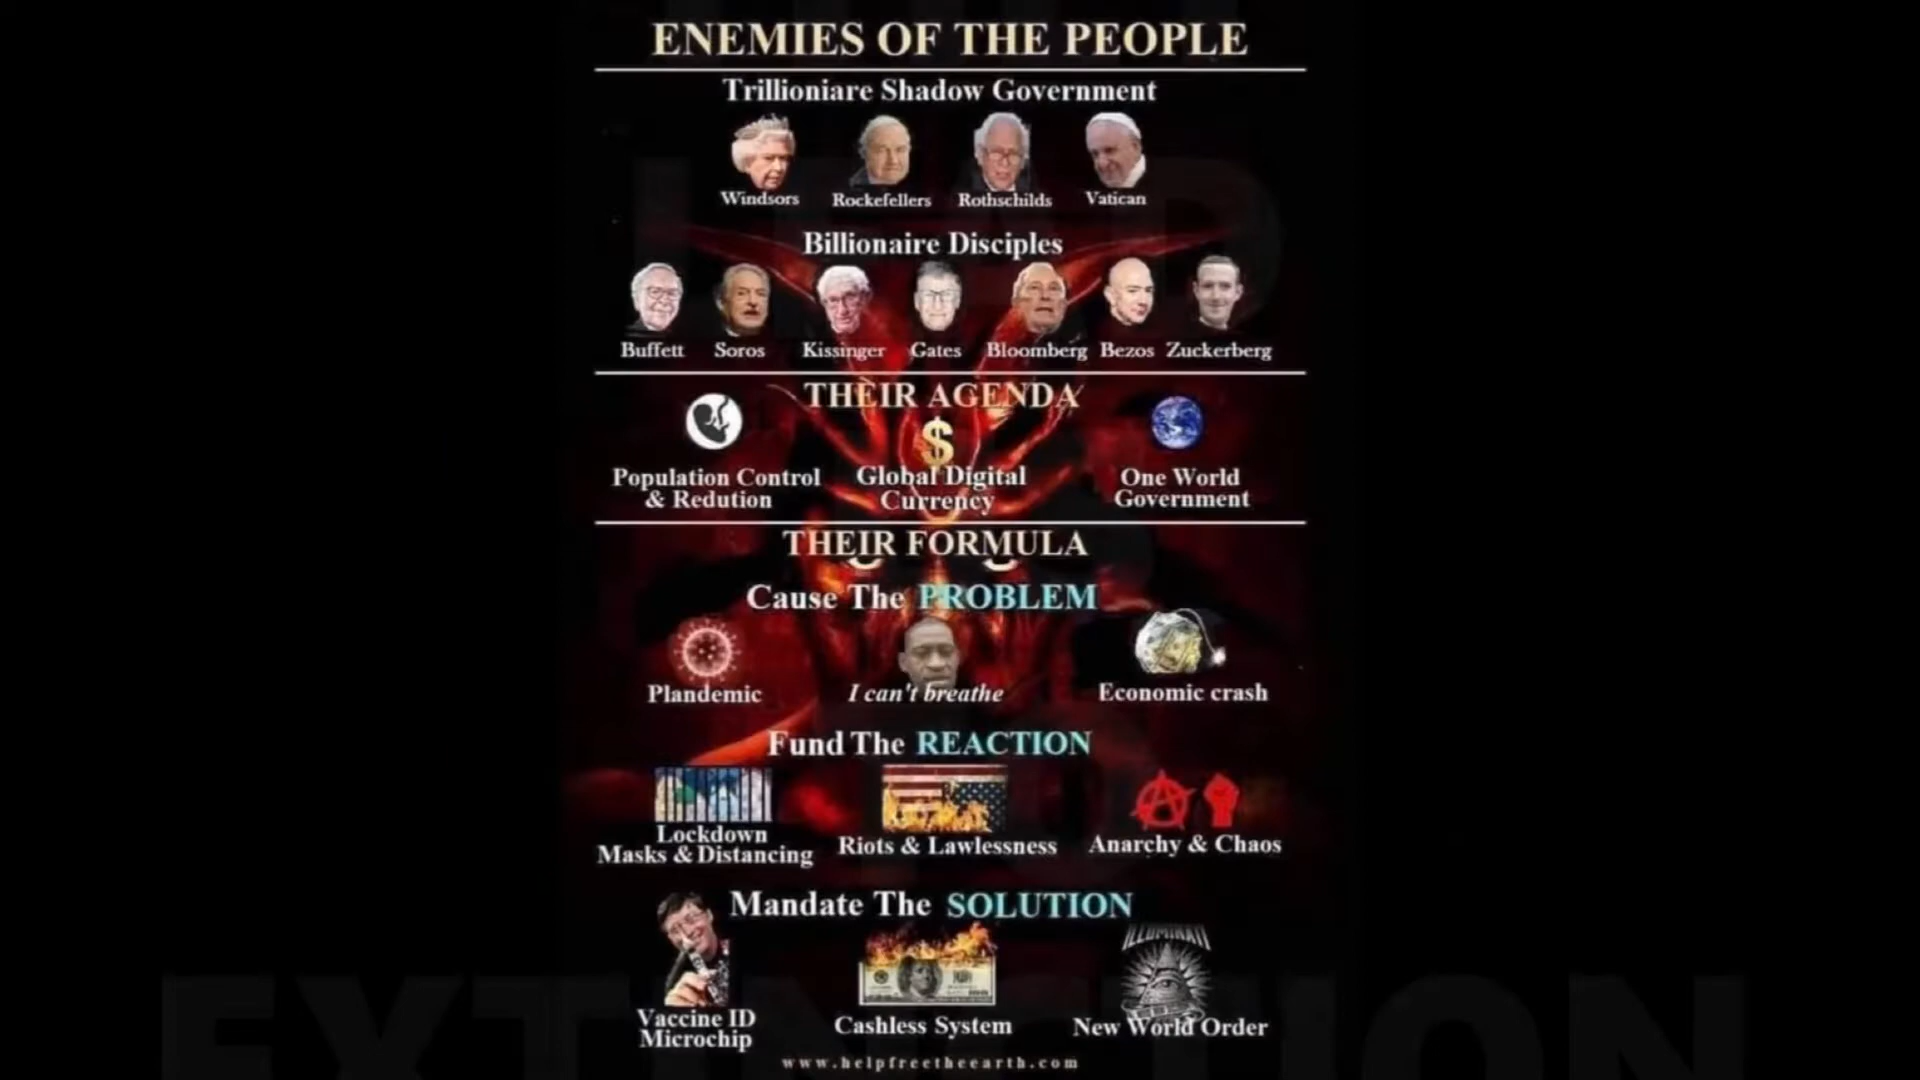 ENEMIES OF THE PEOPLE
Trillioniare Shadow Government
Windsors Rockefellers Rothschilds Vatican
Billionaire Disciples
Buffett Soros Kissinger Gates Bloomberg Bezos Zuckerberg
THEIR AGENDA
$
Population Control
& Redution
Global Digital
Currency
One World
Government
THEIR FORMULA
Cause The PROBLEM
Plandemic I can't breathe Economic crash
Fund The REACTION
Lockdown
Masks & Distancing
Riots & Lawlessness
Anarchy & Chaos
Mandate The SOLUTION
ILLUMINATI
Vaccine ID
Microchip
Cashless System
New World Order
www.helpfreetheearth.com
EXTINCTION